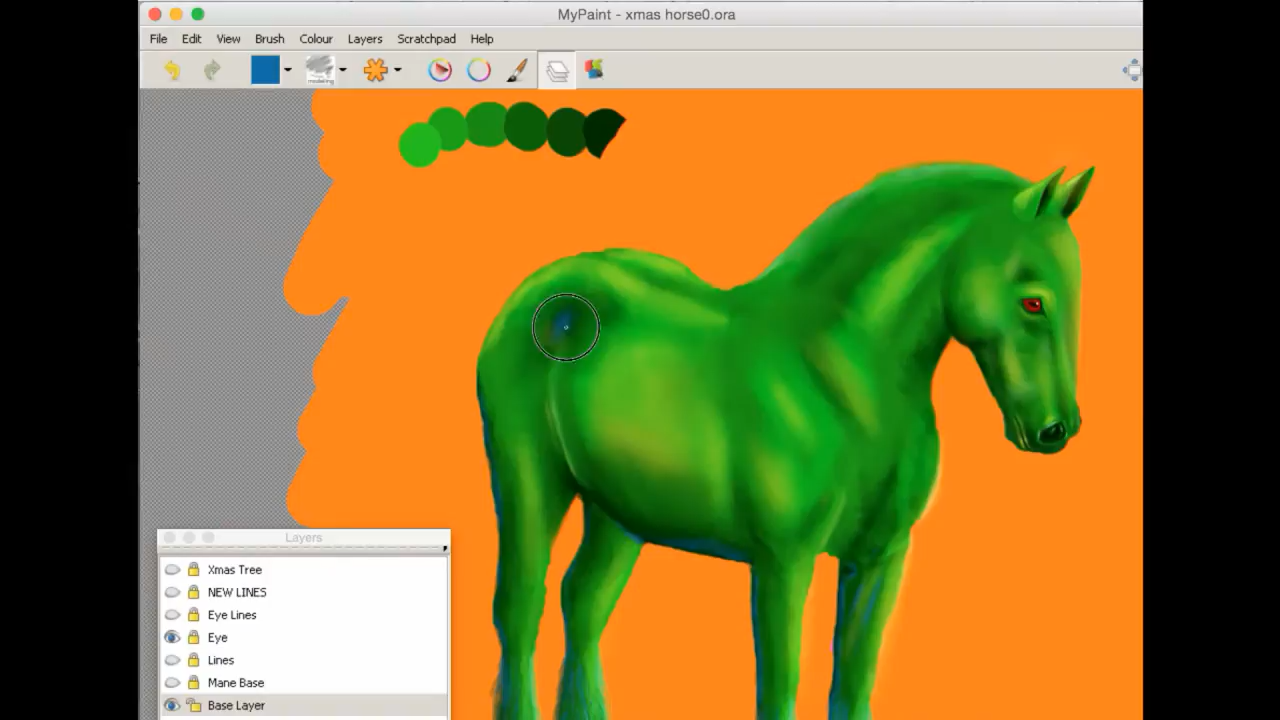 MyPaint - xmas horse0.ora
File Edit View Brush Colour Layers Scratchpad Help
modelling
Layers
Xmas Tree
NEW LINES
Eye Lines
Eye
Lines
Mane Base
Base Layer